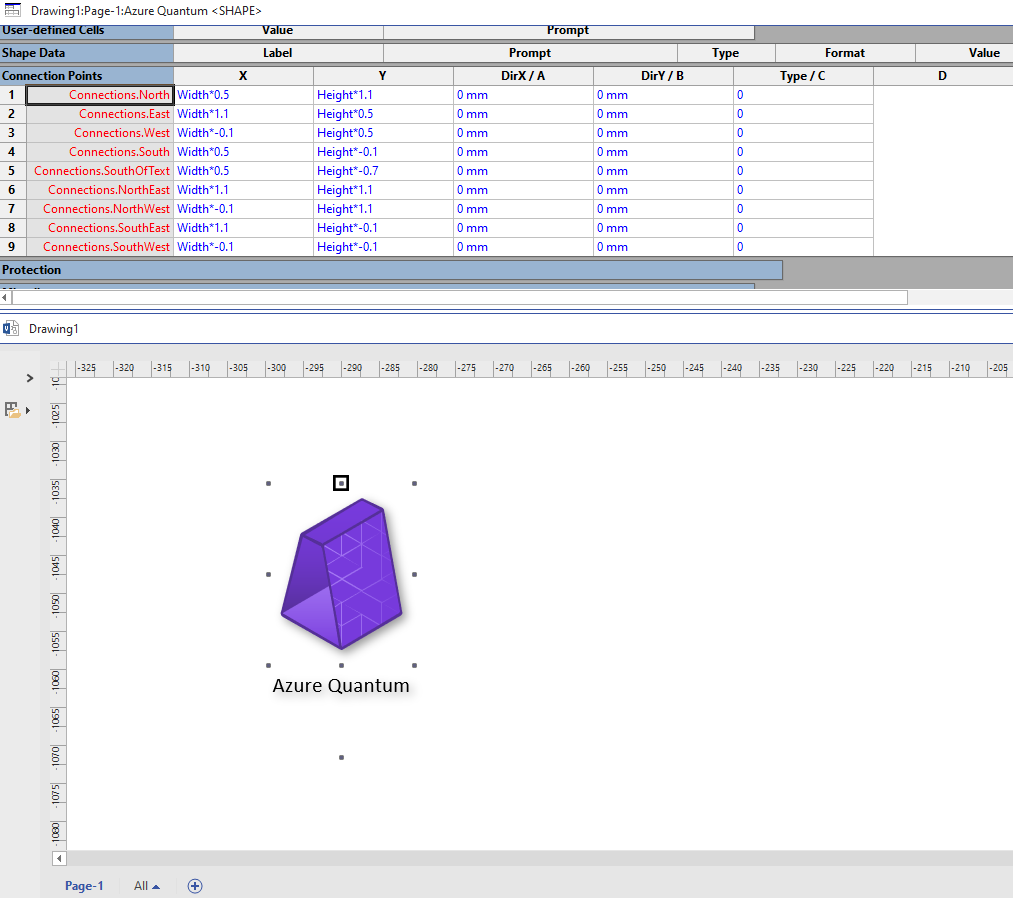 Drawing1:Page-1:Azure Quantum <SHAPE>
User-defined Cells Value Prompt
Shape Data Label Prompt Type Format Value
Connection Points X Y DirX / A DirY / B Type / C D
1 Connections.North Width*0.5 Height*1.1 0 mm 0 mm 0
2 Connections.East Width*1.1 Height*0.5 0 mm 0 mm 0
3 Connections.West Width*-0.1 Height*0.5 0 mm 0 mm 0
4 Connections.South Width*0.5 Height*-0.1 0 mm 0 mm 0
5 Connections.SouthOfText Width*0.5 Height*-0.7 0 mm 0 mm 0
6 Connections.NorthEast Width*1.1 Height*1.1 0 mm 0 mm 0
7 Connections.NorthWest Width*-0.1 Height*1.1 0 mm 0 mm 0
8 Connections.SouthEast Width*1.1 Height*-0.1 0 mm 0 mm 0
9 Connections.SouthWest Width*-0.1 Height*-0.1 0 mm 0 mm 0
Protection
Drawing1
-325 -320 -315 -310 -305 -300 -295 -290 -285 -280 -275 -270 -265 -260 -255 -250 -245 -240 -235 -230 -225 -220 -215 -210 -205
-1025
-1030
-1035
-1040
-1045
-1050
-1055
-1060
-1065
-1070
-1075
-1080
Azure Quantum
Page-1 All